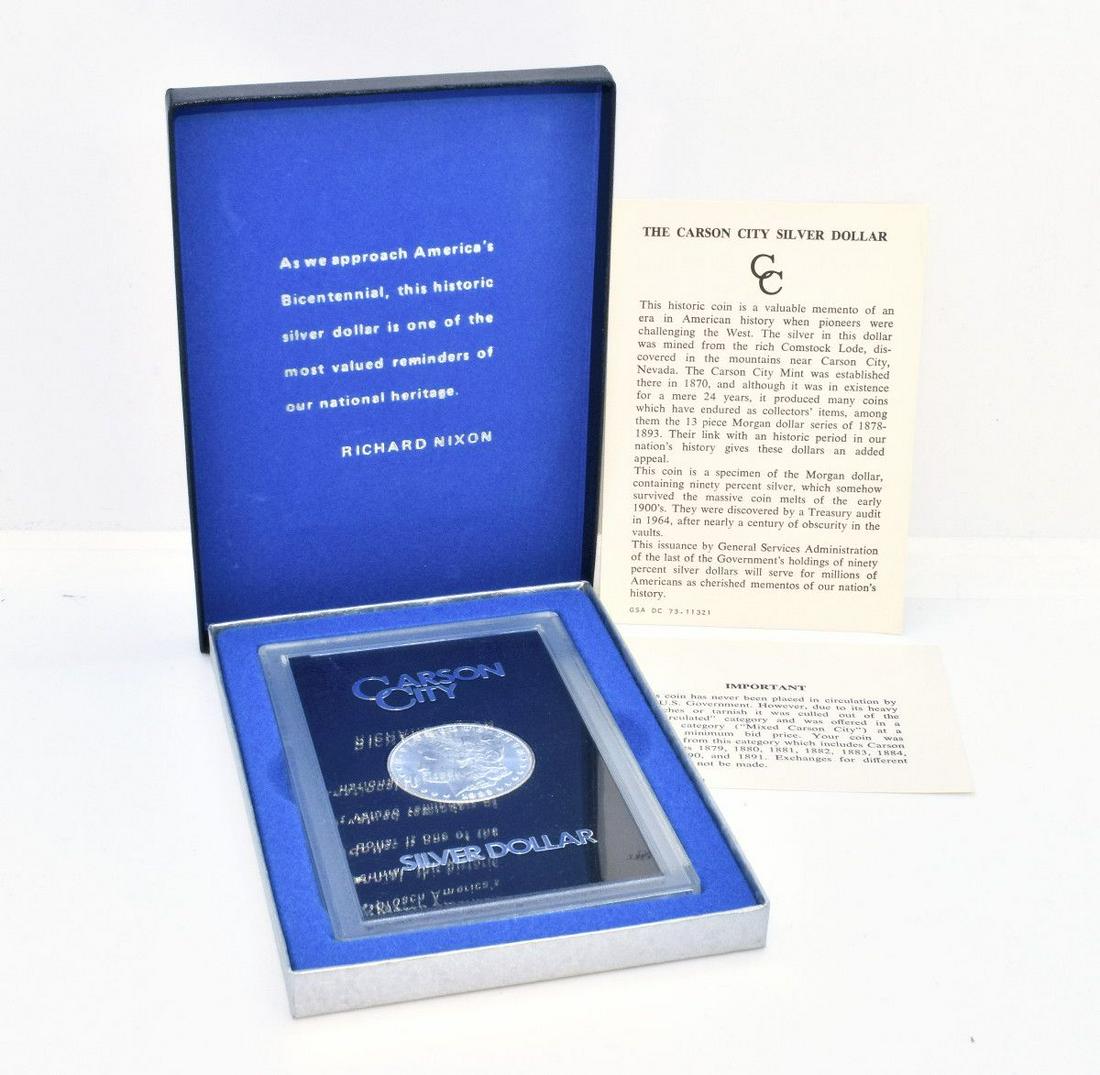 As we approach America's
Bicentennial, this historic
silver dollar is one of the
most valued reminders of
our national heritage.
RICHARD NIXON
THE CARSON CITY SILVER DOLLAR
CC
This historic coin is a valuable memento of an
era in American history when pioneers were
challenging the West. The silver in this dollar
was mined from the rich Comstock Lode, dis-
covered in the mountains near Carson City,
Nevada. The Carson City Mint was established
there in 1870, and although it was in existence
for a mere 24 years, it produced many coins
which have endured as collectors' items, among
them the 13 piece Morgan dollar series of 1878-
1893. Their link with an historic period in our
nation's history gives these dollars an added
appeal.
This coin is a specimen of the Morgan dollar,
containing ninety percent silver, which somehow
survived the massive coin melts of the early
1900's. They were discovered by a Treasury audit
in 1964, after nearly a century of obscurity in the
vaults.
This issuance by General Services Administration
of the last of the Government's holdings of ninety
percent silver dollars will serve for millions of
Americans as cherished mementos of our nation's
history.
GSA DC 73-11321
CARSON
CITY
SILVER DOLLAR
IMPORTANT
coin has never been placed in circulation by
U.S. Government. However, due to its heavy
or tarnish it was culled out of the
category and was offered in a
category ("Mixed Carson City") at a
minimum bid price. Your coin was
from this category which includes Carson
1879, 1880, 1881, 1882, 1883, 1884,
and 1891. Exchanges for different
not be made.